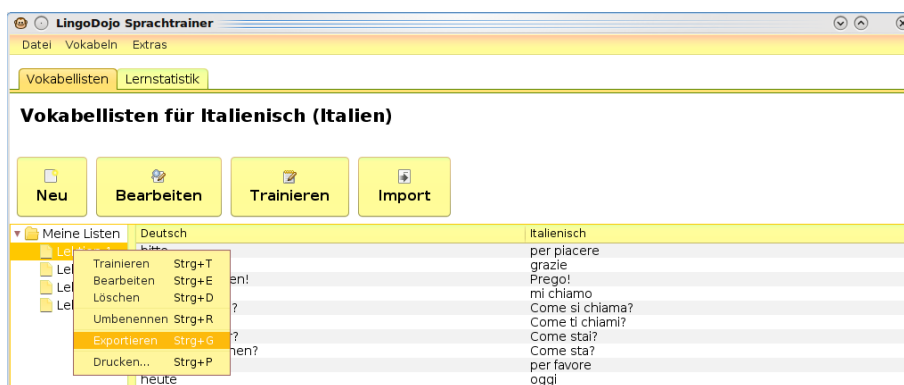 LingoDojo Sprachtrainer
Datei Vokabeln Extras
Vokabellisten Lernstatistik
Vokabellisten für Italienisch (Italien)
Neu Bearbeiten Trainieren Import
Meine Listen Deutsch Italienisch
per piacere
Trainieren Strg+T
grazie
Bearbeiten Strg+E en! Prego!
Löschen Strg+D
mi chiamo
? Come si chiama?
Umbenennen Strg+R
Come ti chiami?
Exportieren Strg+G ? Come stai?
nen? Come sta?
Drucken... Strg+P
per favore
heute oggi